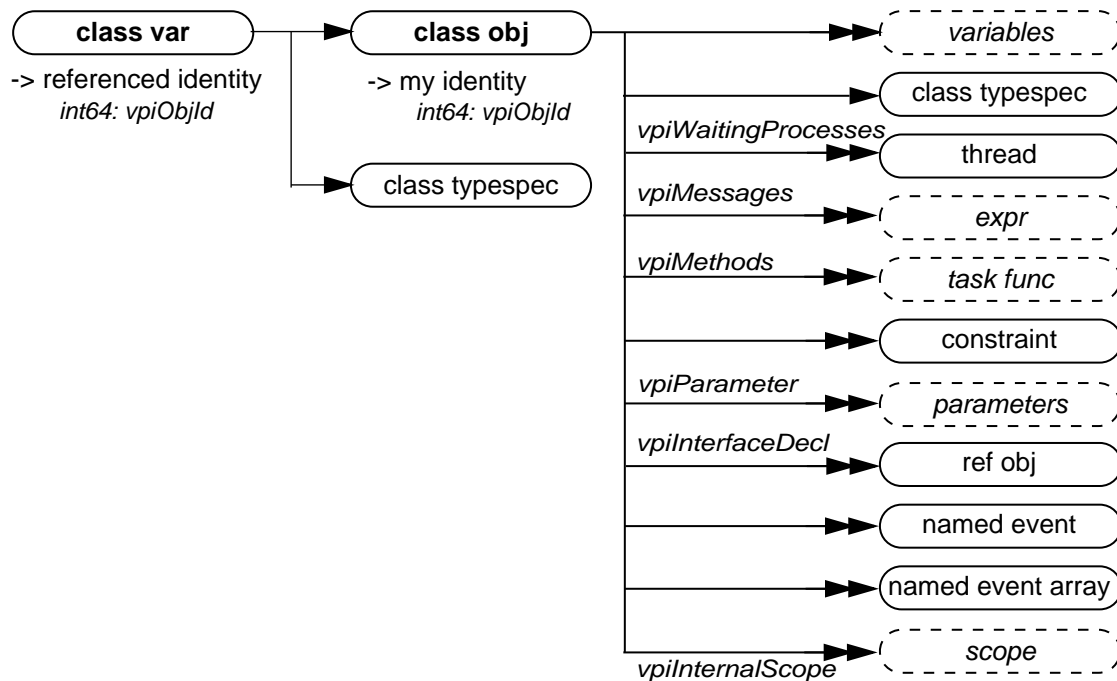 class var
-> referenced identity
int64: vpiObjId
class obj
-> my identity
int64: vpiObjId
class typespec
variables
class typespec
vpiWaitingProcesses
thread
vpiMessages
expr
vpiMethods
task func
constraint
vpiParameter
parameters
vpiInterfaceDecl
ref obj
named event
named event array
scope
vpiInternalScope